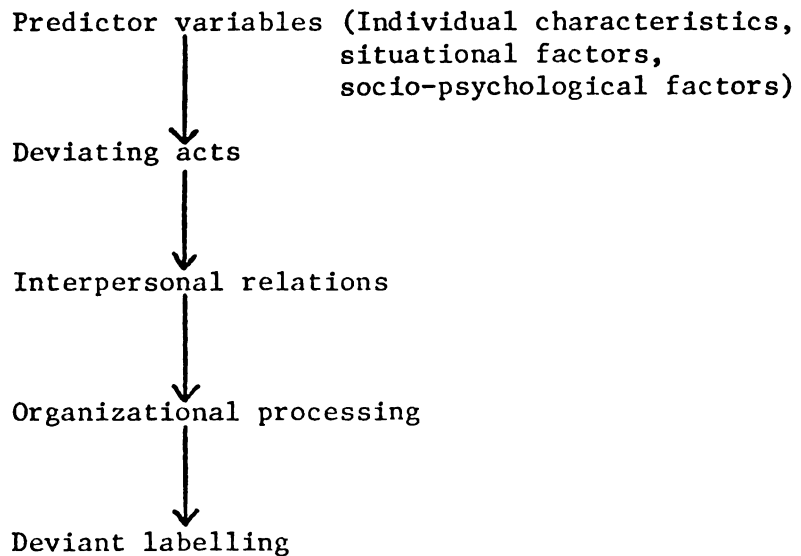 Predictor variables (Individual characteristics,
situational factors,
socio-psychological factors)
Deviating acts
Interpersonal relations
Organizational processing
Deviant labelling